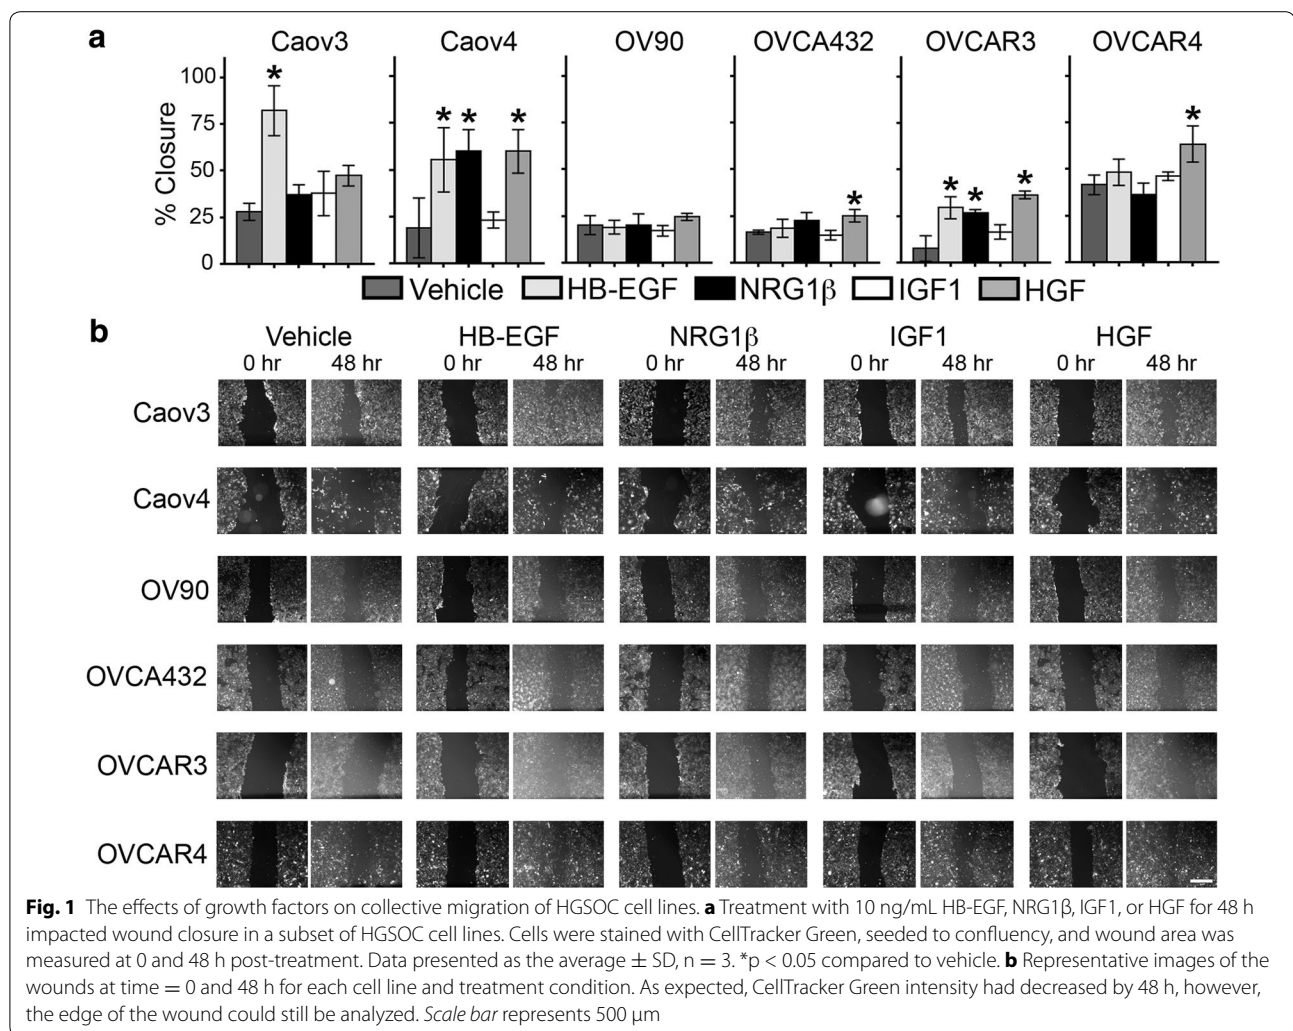 a
Caov3 Caov4 OV90 OVCA432 OVCAR3 OVCAR4
% Closure
100
75
50
25
0
* * * * * * * * *
Vehicle HB-EGF NRG1β IGF1 HGF
b
Vehicle HB-EGF NRG1β IGF1 HGF
0 hr 48 hr 0 hr 48 hr 0 hr 48 hr 0 hr 48 hr 0 hr 48 hr
Caov3
Caov4
OV90
OVCA432
OVCAR3
OVCAR4
Fig. 1 The effects of growth factors on collective migration of HGSOC cell lines. a Treatment with 10 ng/mL HB-EGF, NRG1β, IGF1, or HGF for 48 h
impacted wound closure in a subset of HGSOC cell lines. Cells were stained with CellTracker Green, seeded to confluency, and wound area was
measured at 0 and 48 h post-treatment. Data presented as the average ± SD, n = 3. *p < 0.05 compared to vehicle. b Representative images of the
wounds at time = 0 and 48 h for each cell line and treatment condition. As expected, CellTracker Green intensity had decreased by 48 h, however,
the edge of the wound could still be analyzed. Scale bar represents 500 μm